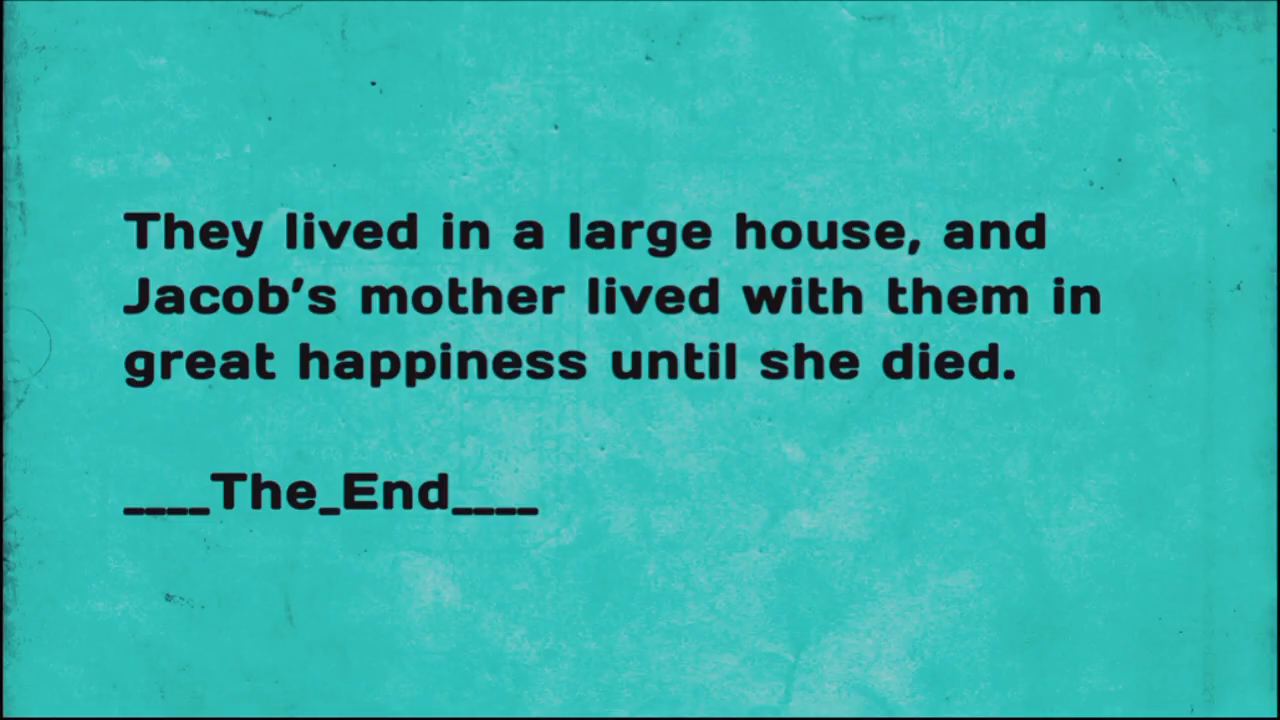 They lived in a large house, and
Jacob's mother lived with them in
great happiness until she died.
____The_End____